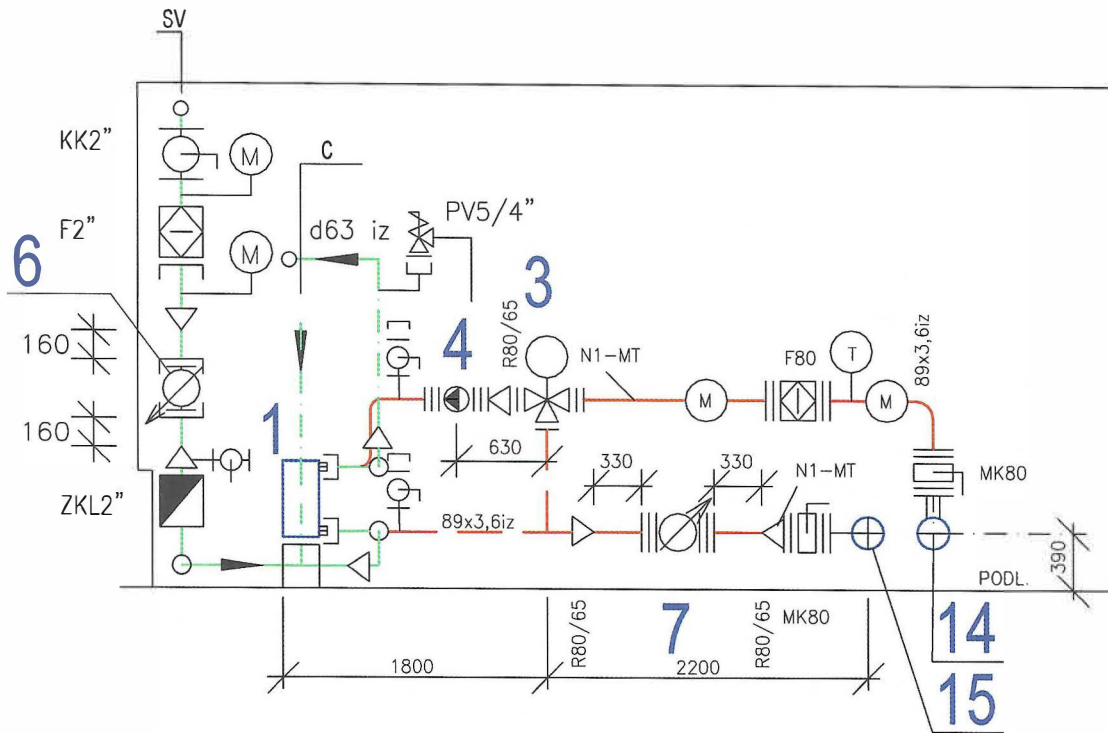 SV
KK2”
M
C
F2”
M
d63 iz
PV5/4”
6
3
4
R80/65
N1-MT
F80
T
89x3,6iz
160
M
M
160
1
630
330
330
N1-MT
MK80
ZKL2”
89x3,6iz
390
PODL.
R80/65
7
R80/65
MK80
14
1800
2200
15